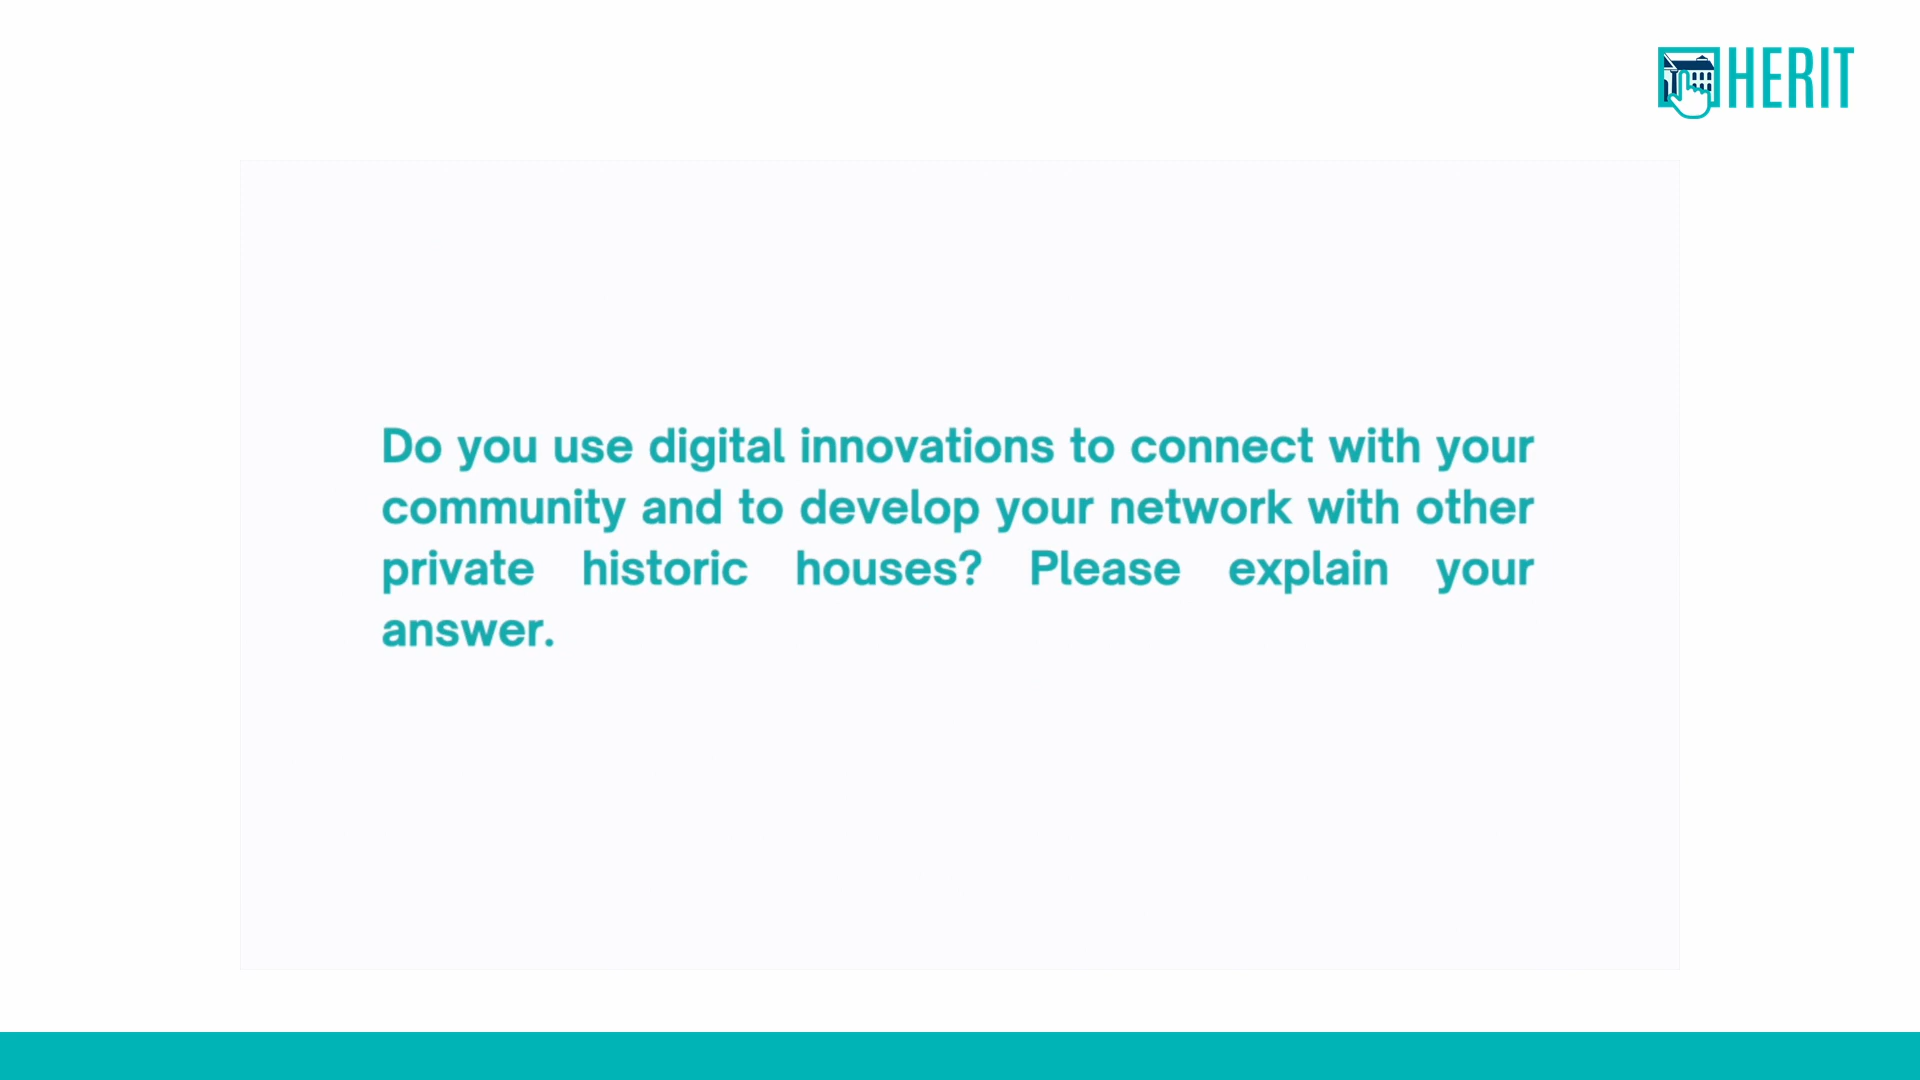 HERIT
Do you use digital innovations to connect with your
community and to develop your network with other
private historic houses? Please explain your
answer.